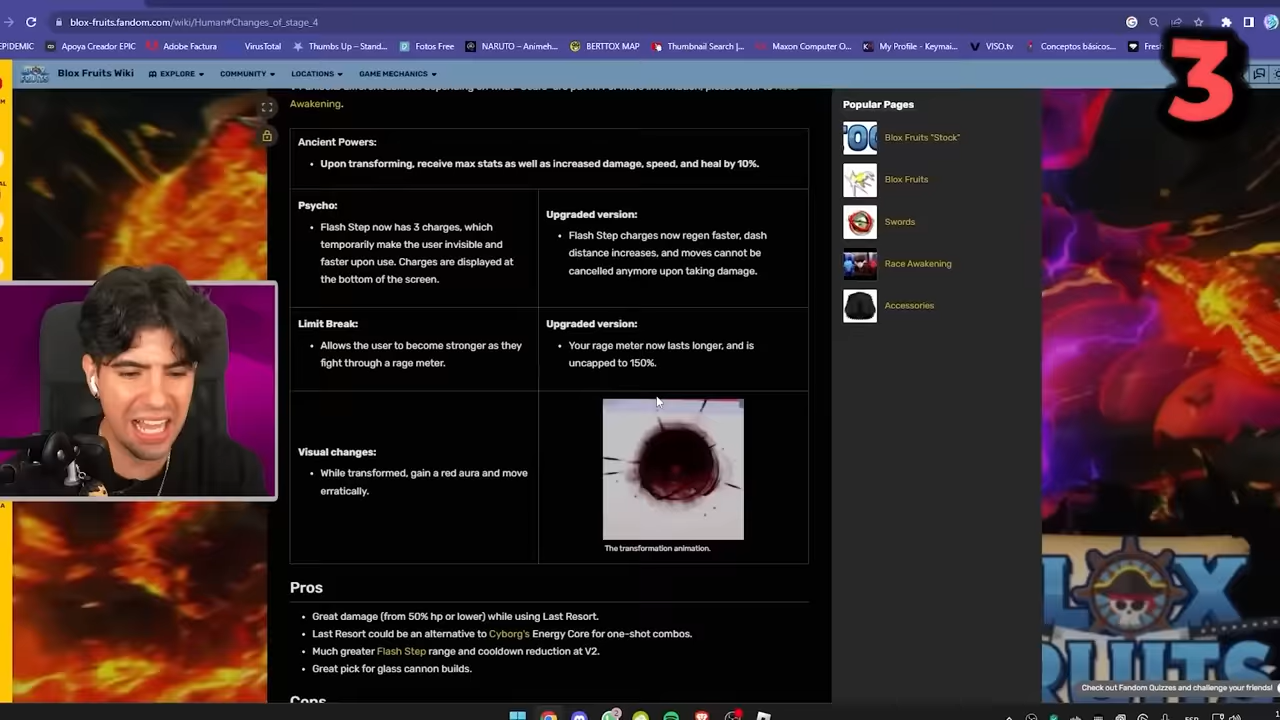 blox-fruits.fandom.com/wiki/Human#Changes_of_stage_4
EPIDEMIC
Apoya Creador EPIC
Adobe Factura
VirusTotal
Thumbs Up – Stand...
Fotos Free
NARUTO – Animeh...
BERTTOX MAP
Thumbnail Search |...
Maxon Computer O...
My Profile - Keymai...
VISO.tv
Conceptos básicos...
Fresh
3
Blox Fruits Wiki
EXPLORE
COMMUNITY
LOCATIONS
GAME MECHANICS
Awakening.
Ancient Powers:
Upon transforming, receive max stats as well as increased damage, speed, and heal by 10%.
Psycho:
Flash Step now has 3 charges, which
temporarily make the user invisible and
faster upon use. Charges are displayed at
the bottom of the screen.
Upgraded version:
Flash Step charges now regen faster, dash
distance increases, and moves cannot be
cancelled anymore upon taking damage.
Limit Break:
Allows the user to become stronger as they
fight through a rage meter.
Upgraded version:
Your rage meter now lasts longer, and is
uncapped to 150%.
Visual changes:
While transformed, gain a red aura and move
erratically.
The transformation animation.
Pros
Great damage (from 50% hp or lower) while using Last Resort.
Last Resort could be an alternative to Cyborg's Energy Core for one-shot combos.
Much greater Flash Step range and cooldown reduction at V2.
Great pick for glass cannon builds.
Cons
Popular Pages
Blox Fruits "Stock"
Blox Fruits
Swords
Race Awakening
Accessories
BLOX
FRUITS
Check out Fandom Quizzes and challenge your friends!